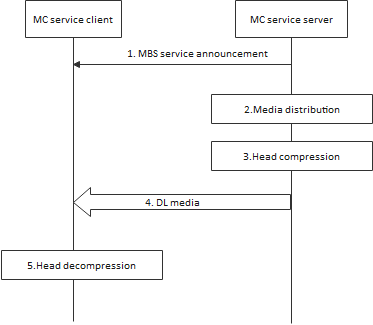 MC service client
MC service server
1. MBS service announcement
2.Media distribution
3.Head compression
4. DL media
5.Head decompression